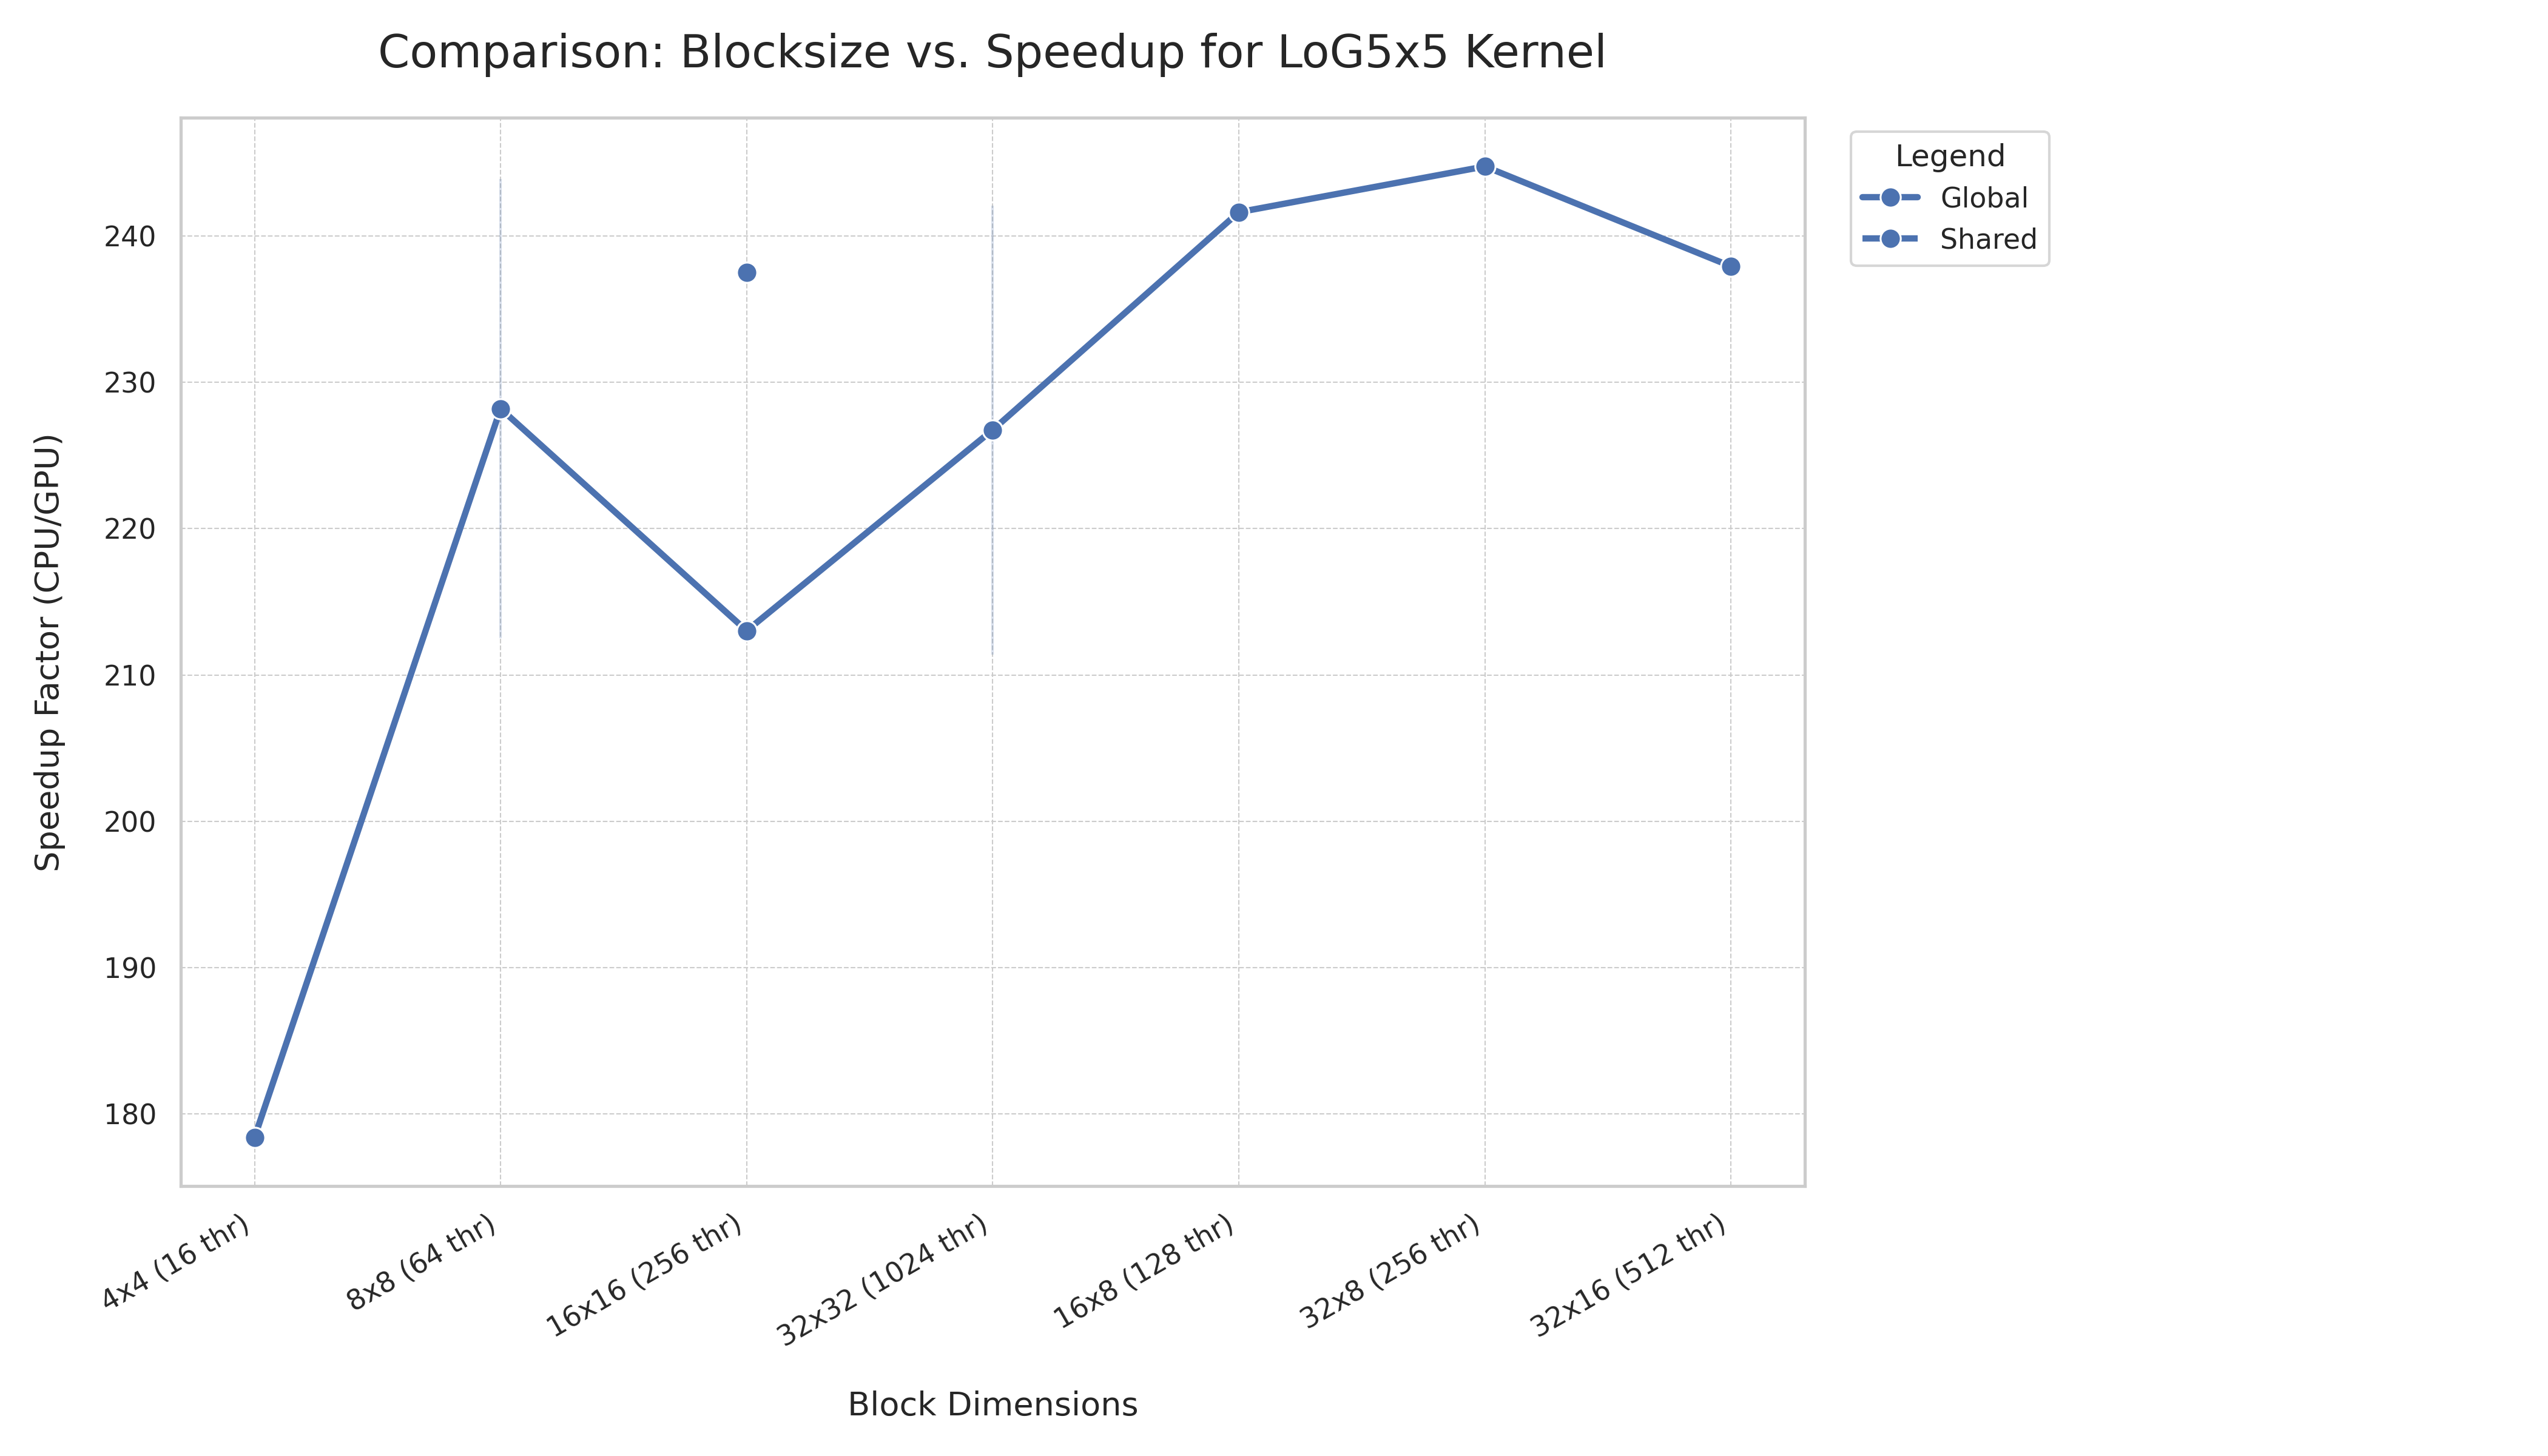 Comparison: Blocksize vs. Speedup for LoG5x5 Kernel
Legend
Global
Shared
Speedup Factor (CPU/GPU)
240
230
220
210
200
190
180
4x4 (16 thr)
8x8 (64 thr)
16x16 (256 thr)
32x32 (1024 thr)
16x8 (128 thr)
32x8 (256 thr)
32x16 (512 thr)
Block Dimensions